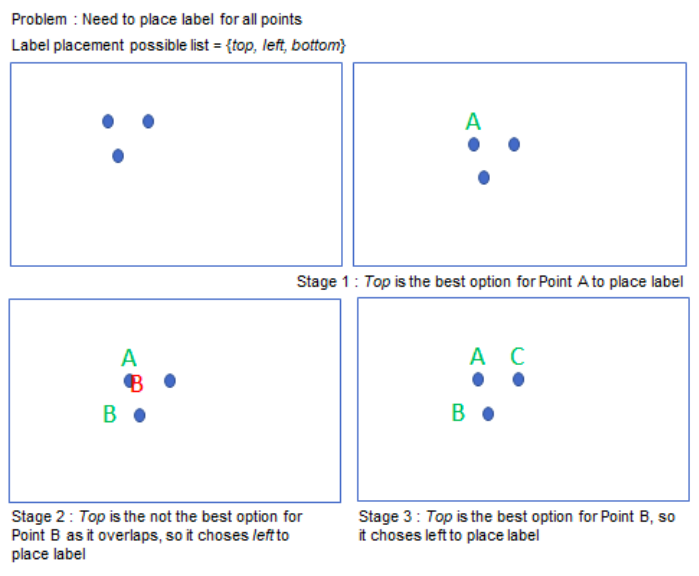 Problem : Need to place label for all points
Label placement possible list = {top, left, bottom}
A
Stage 1 : Top is the best option for Point A to place label
A
B
B
A C
B
Stage 2 : Top is the not the best option for
Point B as it overlaps, so it choses left to
place label
Stage 3 : Top is the best option for Point B, so
it choses left to place label